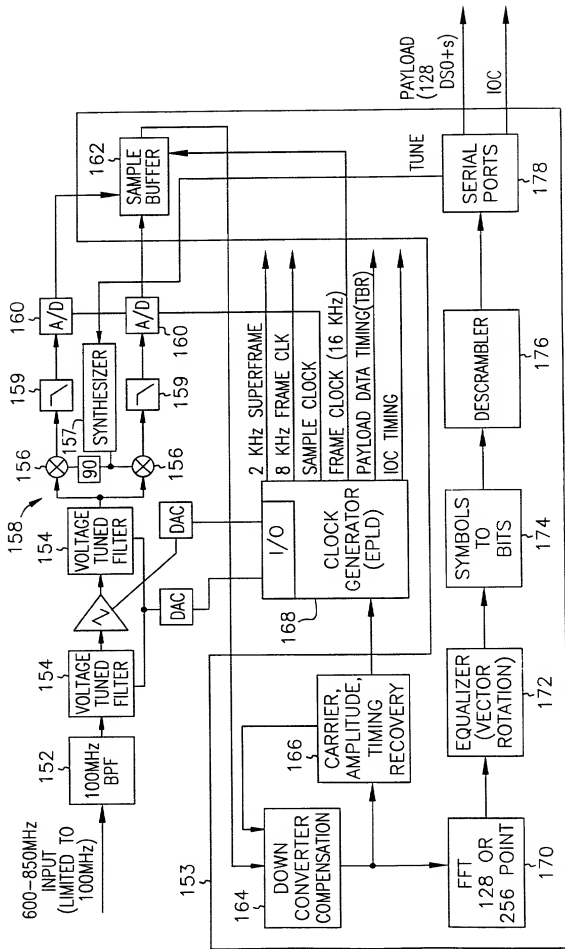 600-850MHz
INPUT
(LIMITED TO
100MHz)
152
100MHz
BPF
154
VOLTAGE
TUNED
FILTER
154
VOLTAGE
TUNED
FILTER
158
DAC
DAC
156
90
156
157
SYNTHESIZER
159
159
160
A/D
A/D
160
162
SAMPLE
BUFFER
153
164
DOWN
CONVERTER
COMPENSATION
166
CARRIER,
AMPLITUDE,
TIMING
RECOVERY
168
I/O
CLOCK
GENERATOR
(EPLD)
2 KHz SUPERFRAME
8 KHz FRAME CLK
SAMPLE CLOCK
FRAME CLOCK (16 KHz)
PAYLOAD DATA TIMING(TBR)
IOC TIMING
TUNE
FFT
128 OR
256 POINT
170
EQUALIZER
(VECTOR
ROTATION)
172
SYMBOLS
TO
BITS
174
DESCRAMBLER
176
SERIAL
PORTS
178
PAYLOAD
(128
DSO+s)
IOC